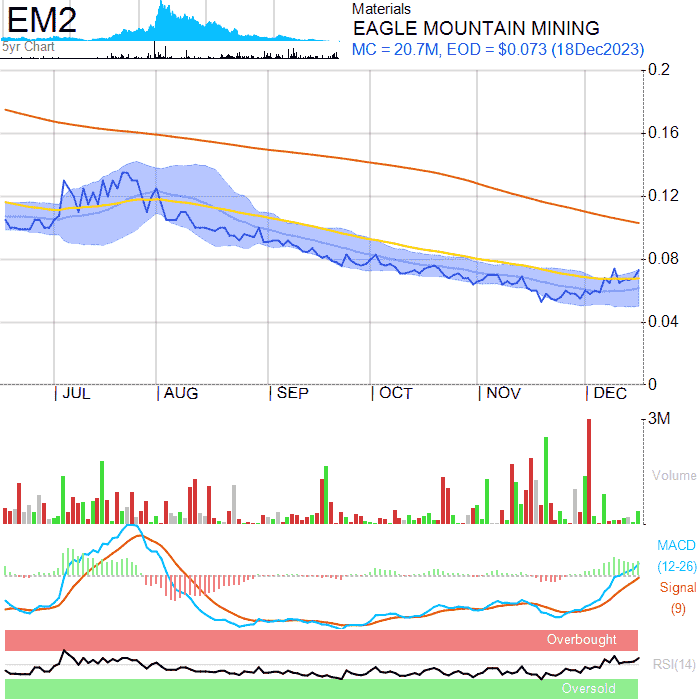 EM2
5yr Chart
Materials
EAGLE MOUNTAIN MINING
MC = 20.7M, EOD = $0.073 (18Dec2023)
0.2
0.16
0.12
0.08
0.04
0
JUL AUG SEP OCT NOV DEC
3M
Volume
MACD
(12-26)
Signal
(9)
Overbought
RSI(14)
Oversold